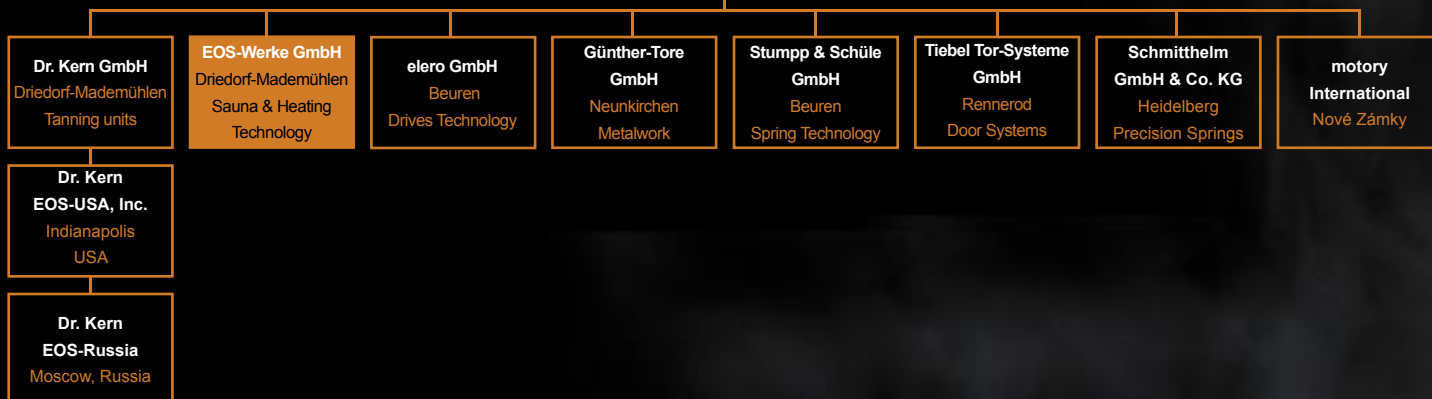 Dr. Kern GmbH
Driedorf-Mademühlen
Tanning units
EOS-Werke GmbH
Driedorf-Mademühlen
Sauna & Heating
Technology
elero GmbH
Beuren
Drives Technology
Günther-Tore
GmbH
Neunkirchen
Metalwork
Stumpp & Schüle
GmbH
Beuren
Spring Technology
Tiebel Tor-Systeme
GmbH
Rennerod
Door Systems
Schmitthelm
GmbH & Co. KG
Heidelberg
Precision Springs
motory
International
Nové Zámky
Dr. Kern
EOS-USA, Inc.
Indianapolis
USA
Dr. Kern
EOS-Russia
Moscow, Russia